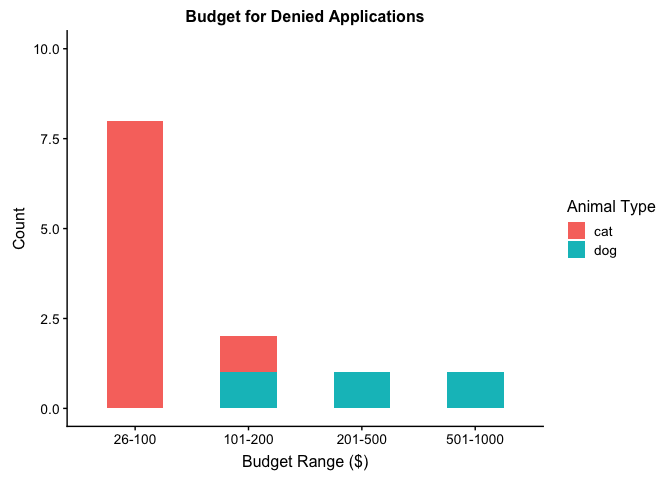 Budget for Denied Applications
10.0
7.5
5.0
2.5
0.0
Count
26-100 101-200 201-500 501-1000
Budget Range ($)
Animal Type
cat
dog